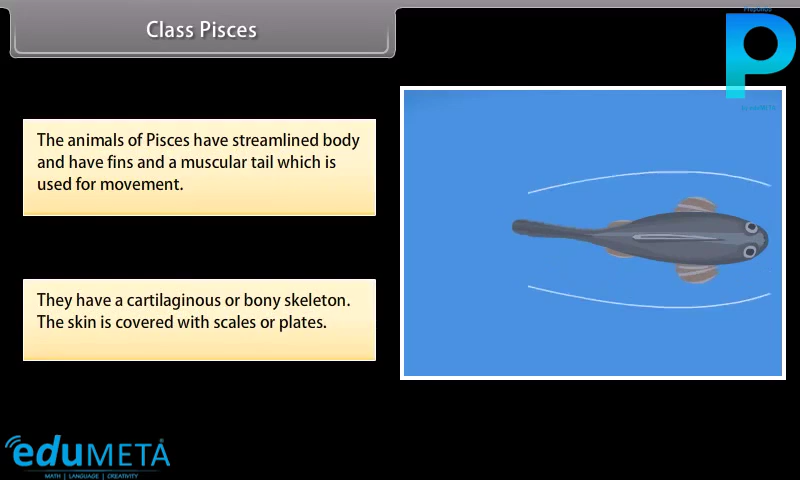 Class Pisces
P
The animals of Pisces have streamlined body
and have fins and a muscular tail which is
used for movement.
They have a cartilaginous or bony skeleton.
The skin is covered with scales or plates.
eduMETA®
MATH | LANGUAGE | CREATIVITY